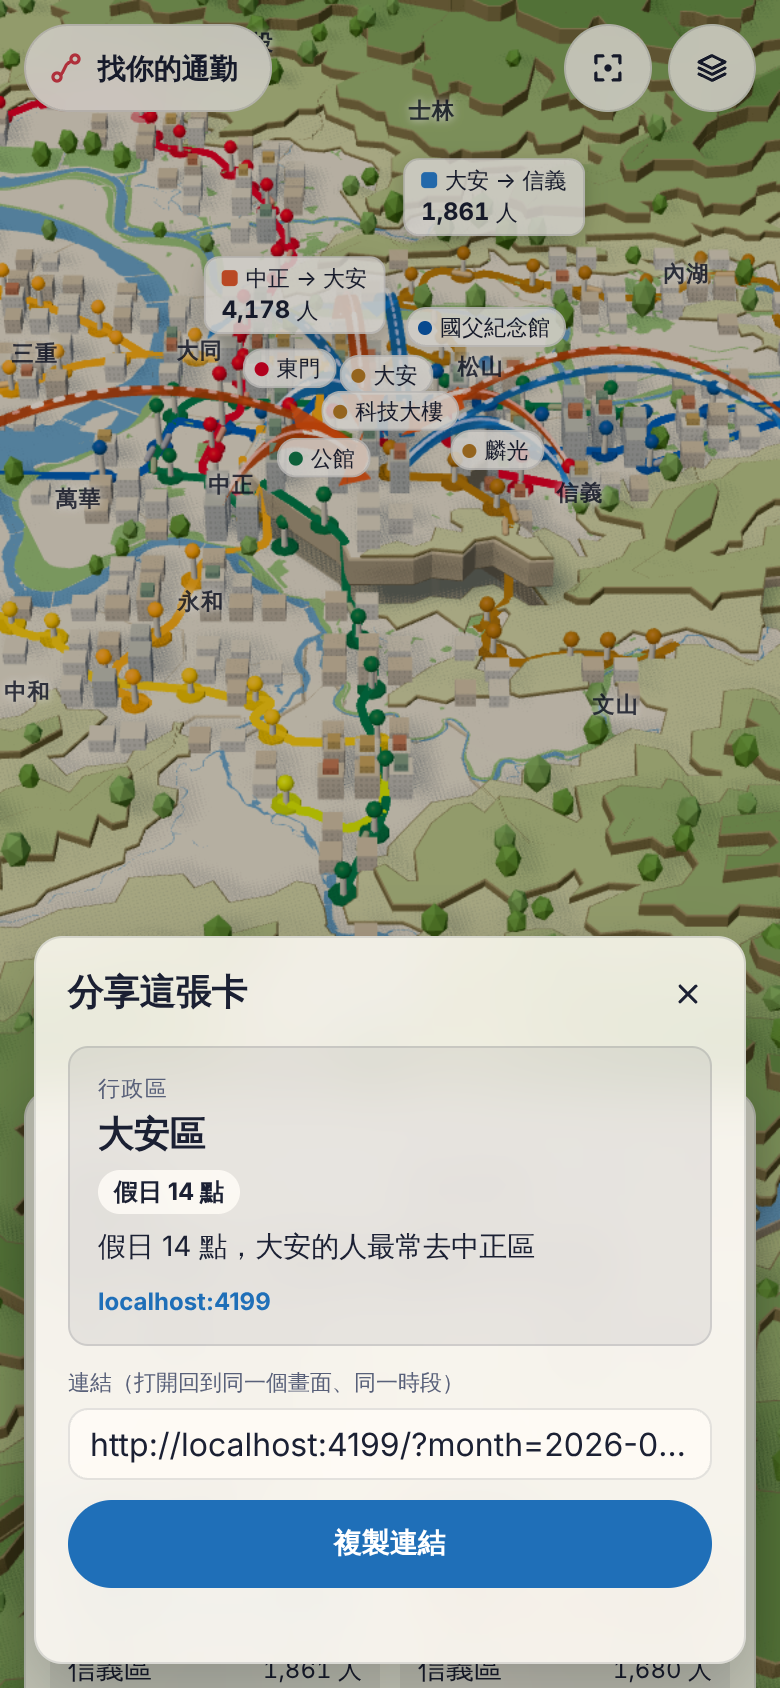 找你的通勤
士林
大安 → 信義
1,861 人
內湖
中正 → 大安
4,178 人
國父紀念館
三重
大同
東門
大安
松山
科技大樓
公館
麟光
中正
萬華
信義
永和
中和
文山
分享這張卡
行政區
大安區
假日 14 點
假日 14 點，大安的人最常去中正區
localhost:4199
連結（打開回到同一個畫面、同一時段）
http://localhost:4199/?month=2026-0...
複製連結
信義區 1,861 人 信義區 1,680 人